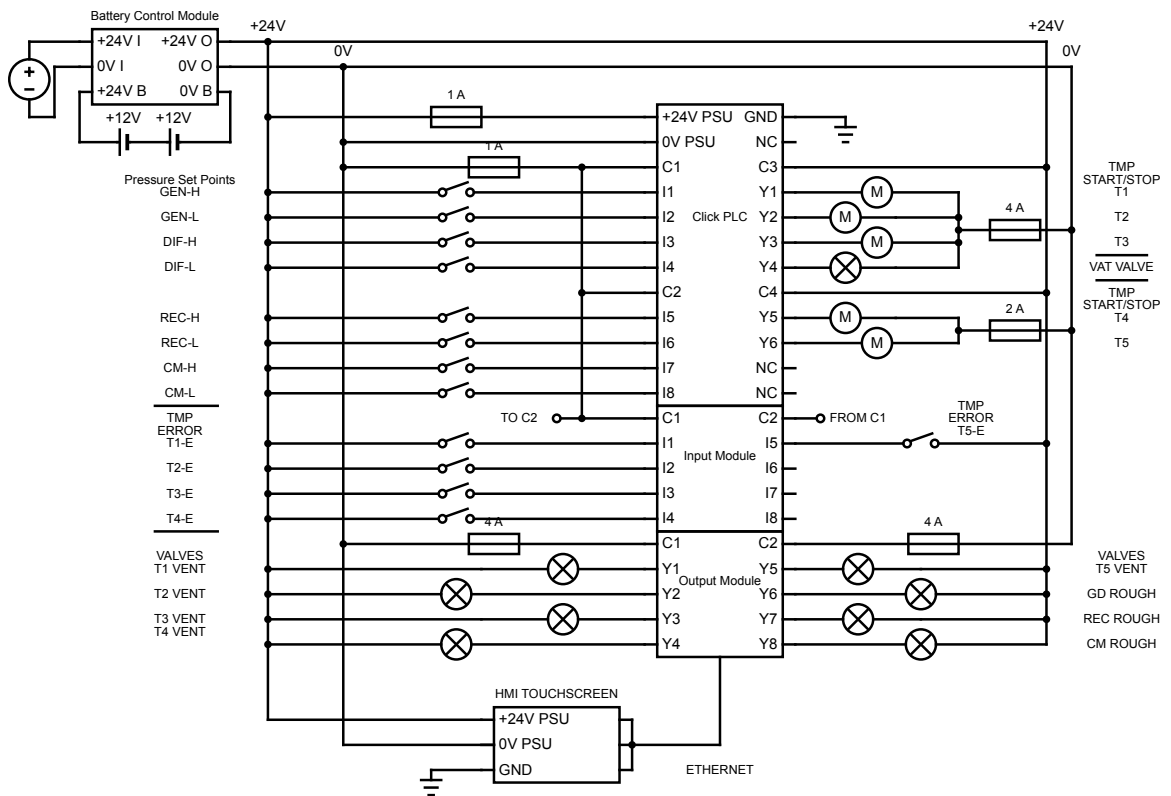 Battery Control Module
+24V I +24V O
0V I 0V O
+24V B 0V B
+12V +12V
+24V
0V
+24V
0V
1 A
+24V PSU GND
0V PSU NC
1 A
C1 C3
Pressure Set Points
GEN-H I1 Y1 M
GEN-L I2 Click PLC Y2 M
DIF-H I3 Y3 M
DIF-L I4 Y4
C2 C4
REC-H I5 Y5 M
REC-L I6 Y6 M
CM-H I7 NC
CM-L I8 NC
4 A
2 A
TMP
START/STOP
T1
T2
T3
VAT VALVE
TMP
START/STOP
T4
T5
TMP
ERROR
TO C2 C1 C2 FROM C1
T1-E I1 I5
TMP
ERROR
T5-E
T2-E I2 Input Module I6
T3-E I3 I7
T4-E I4 I8
4 A
C1 C2
4 A
VALVES
T1 VENT Y1 Y5
T2 VENT Y2 Output Module Y6
T3 VENT Y3 Y7
T4 VENT Y4 Y8
VALVES
T5 VENT
GD ROUGH
REC ROUGH
CM ROUGH
HMI TOUCHSCREEN
+24V PSU
0V PSU
GND
ETHERNET